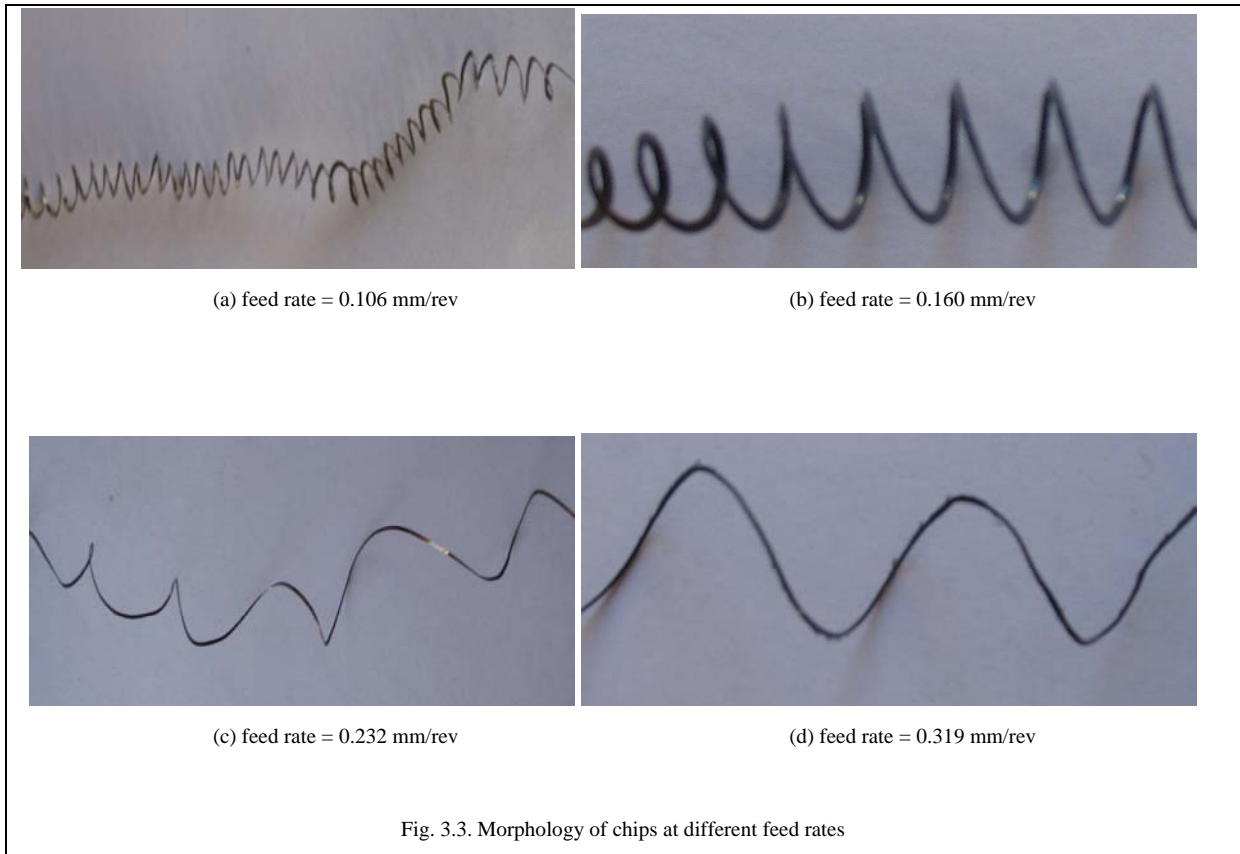 (a) feed rate = 0.106 mm/rev
(b) feed rate = 0.160 mm/rev
(c) feed rate = 0.232 mm/rev
(d) feed rate = 0.319 mm/rev
Fig. 3.3. Morphology of chips at different feed rates